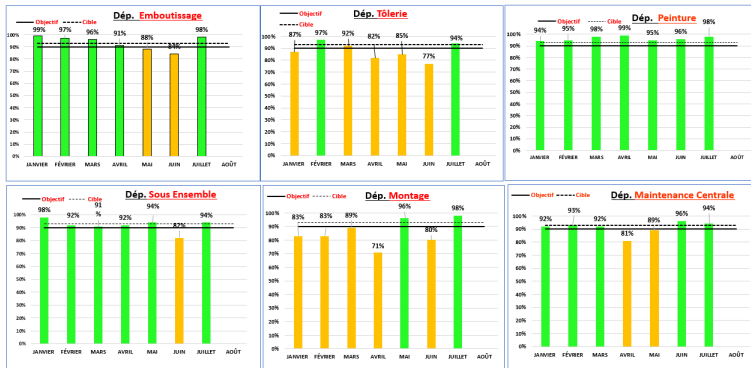 Dép. Emboutissage
Objectif Cible
99% 97% 96% 91% 88% 84% 98%
100%
90%
80%
70%
60%
50%
40%
30%
20%
10%
0%
JANVIER FÉVRIER MARS AVRIL MAI JUIN JUILLET AOÛT
Dép. Tôlerie
Objectif
Cible
87% 97% 92% 82% 85% 77% 94%
100%
90%
80%
70%
60%
50%
40%
30%
20%
10%
0%
JANVIER FÉVRIER MARS AVRIL MAI JUIN JUILLET AOÛT
Dép. Peinture
Objectif Cible
94% 95% 98% 99% 95% 96% 98%
100%
90%
80%
70%
60%
50%
40%
30%
20%
10%
0%
JANVIER FÉVRIER MARS AVRIL MAI JUIN JUILLET AOÛT
Dép. Sous Ensemble
Objectif Cible
98% 92% 91 % 92% 94% 82% 94%
100%
90%
80%
70%
60%
50%
40%
30%
20%
10%
0%
JANVIER FÉVRIER MARS AVRIL MAI JUIN JUILLET AOÛT
Dép. Montage
Objectif Cible
83% 83% 89% 71% 96% 80% 98%
100%
90%
80%
70%
60%
50%
40%
30%
20%
10%
0%
JANVIER FÉVRIER MARS AVRIL MAI JUIN JUILLET AOÛT
Dép. Maintenance Centrale
Objectif Cible
92% 93% 92% 81% 89% 96% 94%
100%
90%
80%
70%
60%
50%
40%
30%
20%
10%
0%
JANVIER FÉVRIER MARS AVRIL MAI JUIN JUILLET AOÛT